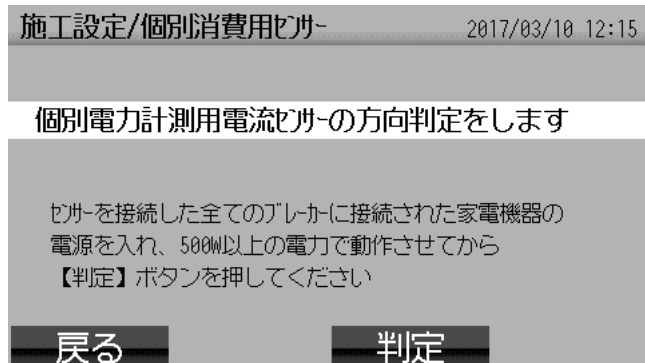 施工設定/個別消費用ｾﾝｻｰ 2017/03/10 12:15
個別電力計測用電流ｾﾝｻｰの方向判定をします
ｾﾝｻｰを接続した全てのﾌﾞﾚｰｶｰに接続された家電機器の
電源を入れ、500W以上の電力で動作させてから
【判定】ボタンを押してください
戻る 判定